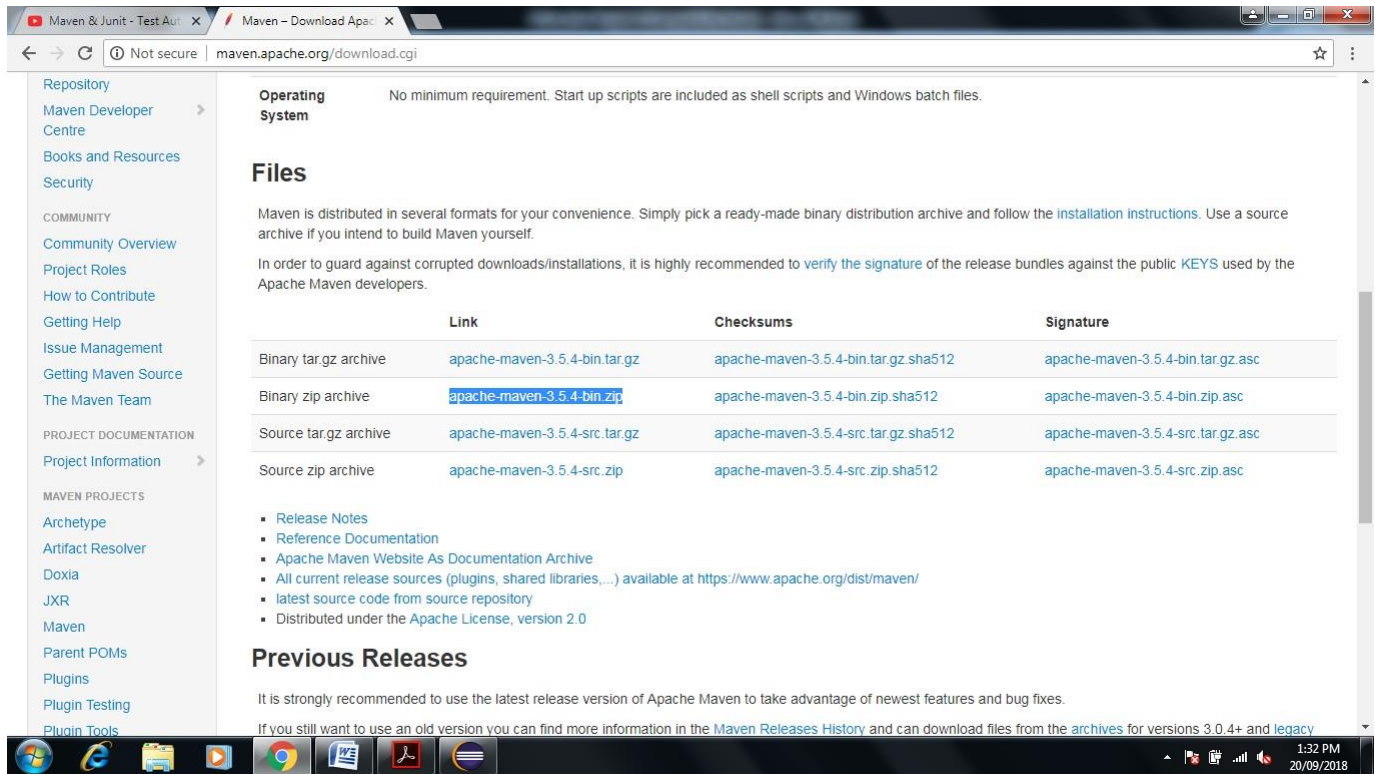 Maven & Junit - Test Aut
Maven – Download Apac
Not secure | maven.apache.org/download.cgi
Repository
Maven Developer Centre
Books and Resources
Security
COMMUNITY
Community Overview
Project Roles
How to Contribute
Getting Help
Issue Management
Getting Maven Source
The Maven Team
PROJECT DOCUMENTATION
Project Information
MAVEN PROJECTS
Archetype
Artifact Resolver
Doxia
JXR
Maven
Parent POMs
Plugins
Plugin Testing
Plugin Tools
Operating System
No minimum requirement. Start up scripts are included as shell scripts and Windows batch files.
Files
Maven is distributed in several formats for your convenience. Simply pick a ready-made binary distribution archive and follow the installation instructions. Use a source
archive if you intend to build Maven yourself.
In order to guard against corrupted downloads/installations, it is highly recommended to verify the signature of the release bundles against the public KEYS used by the
Apache Maven developers.
Link Checksums Signature
Binary tar.gz archive apache-maven-3.5.4-bin.tar.gz apache-maven-3.5.4-bin.tar.gz.sha512 apache-maven-3.5.4-bin.tar.gz.asc
Binary zip archive apache-maven-3.5.4-bin.zip apache-maven-3.5.4-bin.zip.sha512 apache-maven-3.5.4-bin.zip.asc
Source tar.gz archive apache-maven-3.5.4-src.tar.gz apache-maven-3.5.4-src.tar.gz.sha512 apache-maven-3.5.4-src.tar.gz.asc
Source zip archive apache-maven-3.5.4-src.zip apache-maven-3.5.4-src.zip.sha512 apache-maven-3.5.4-src.zip.asc
Release Notes
Reference Documentation
Apache Maven Website As Documentation Archive
All current release sources (plugins, shared libraries,...) available at https://www.apache.org/dist/maven/
latest source code from source repository
Distributed under the Apache License, version 2.0
Previous Releases
It is strongly recommended to use the latest release version of Apache Maven to take advantage of newest features and bug fixes.
If you still want to use an old version you can find more information in the Maven Releases History and can download files from the archives for versions 3.0.4+ and legacy
1:32 PM
20/09/2018